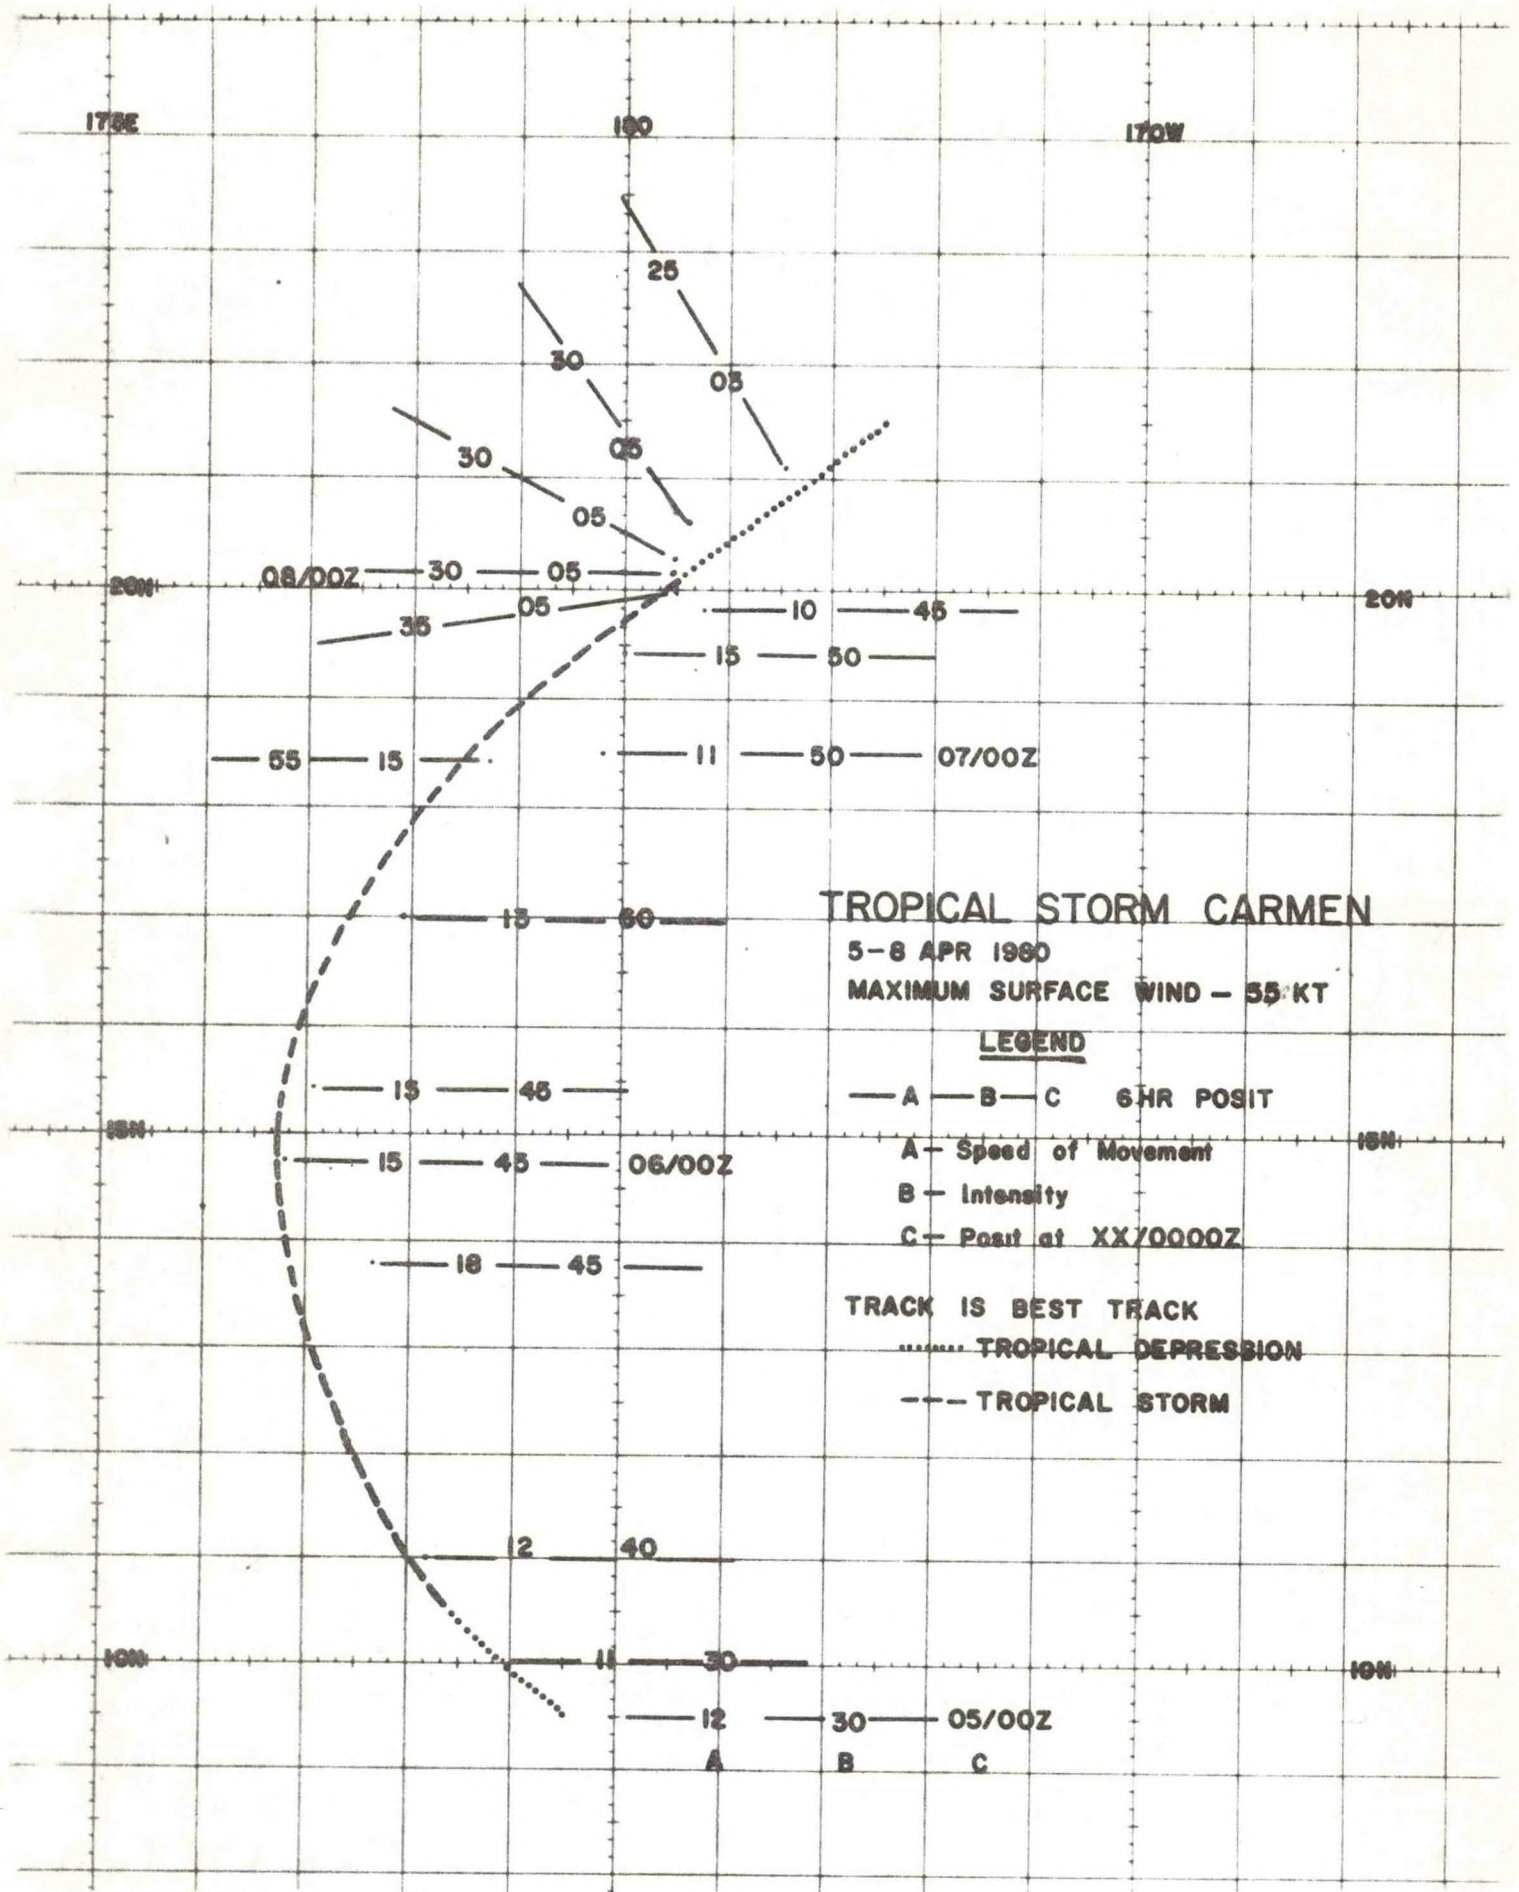 175E 180 170W
25
30
03
05
30
05
08/00Z 30 05
20N 20N
35 05
10 45
15 50
55 15
11 50 07/00Z
60
TROPICAL STORM CARMEN
5-8 APR 1980
MAXIMUM SURFACE WIND - 55 KT
LEGEND
A B C 6HR POSIT
15 45
15N 15N
A - Speed of Movement
15 45 06/00Z
B - Intensity
C - Posit at XX/0000Z
18 45
TRACK IS BEST TRACK
TROPICAL DEPRESSION
TROPICAL STORM
12 40
10N 10N
11 30
12 30 05/00Z
A B C